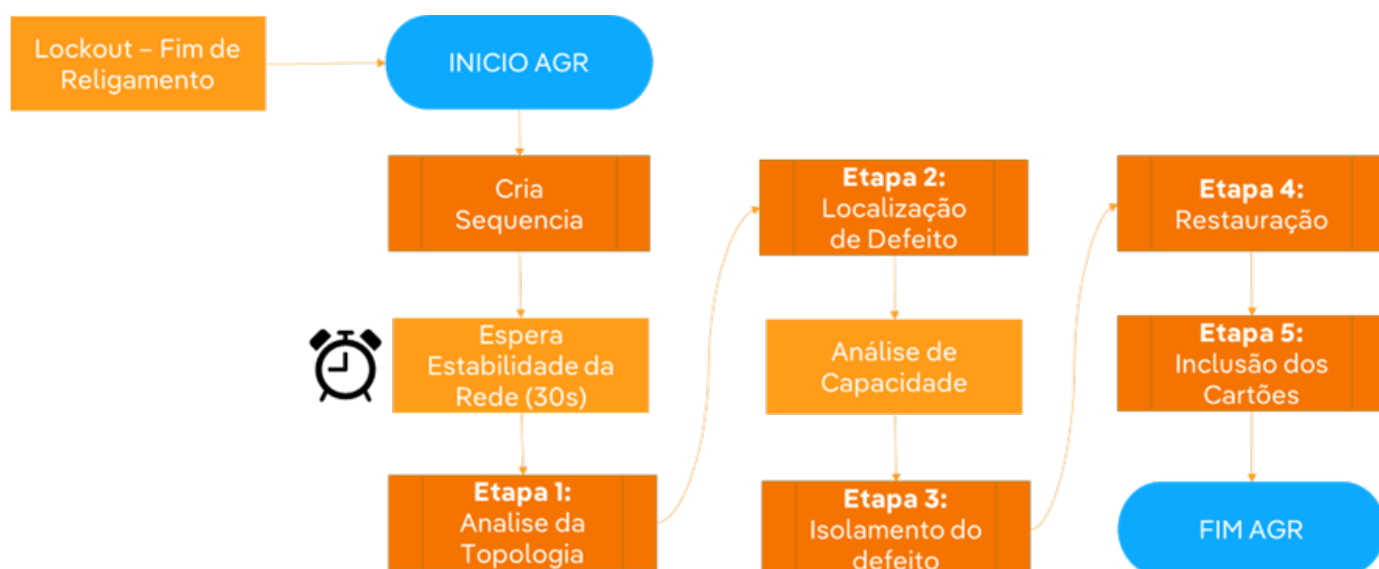 Lockout – Fim de
Religamento
INICIO AGR
Cria
Sequencia
Espera
Estabilidade da
Rede (30s)
Etapa 1:
Analise da
Topologia
Etapa 2:
Localização
de Defeito
Análise de
Capacidade
Etapa 3:
Isolamento do
defeito
Etapa 4:
Restauração
Etapa 5:
Inclusão dos
Cartões
FIM AGR